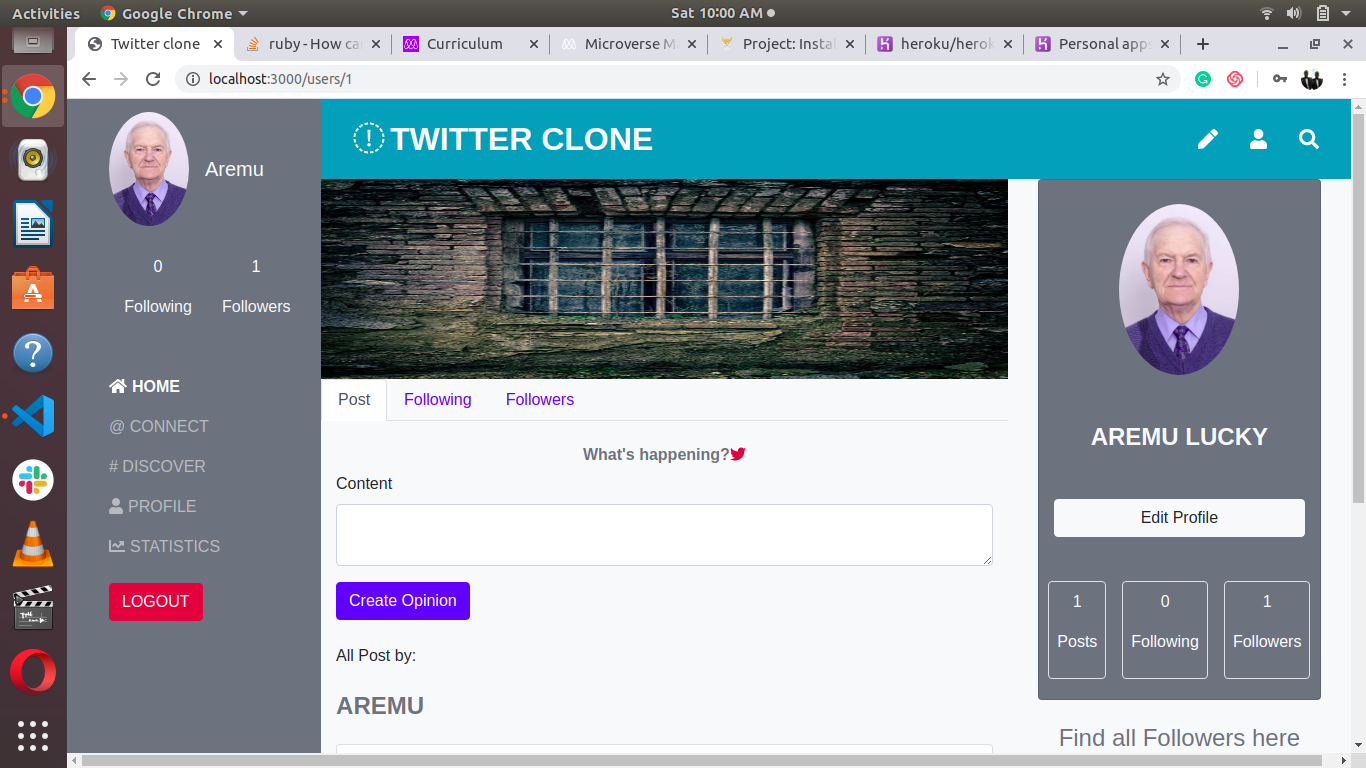 Activities
Google Chrome
Sat 10:00 AM
Twitter clone
ruby - How ca
Curriculum
Microverse M
Project: Insta
heroku/herok
Personal apps
localhost:3000/users/1
Aremu
0
1
Following
Followers
HOME
@ CONNECT
# DISCOVER
PROFILE
STATISTICS
LOGOUT
TWITTER CLONE
Post
Following
Followers
What's happening?
Content
Create Opinion
All Post by:
AREMU
AREMU LUCKY
Edit Profile
1
0
1
Posts
Following
Followers
Find all Followers here